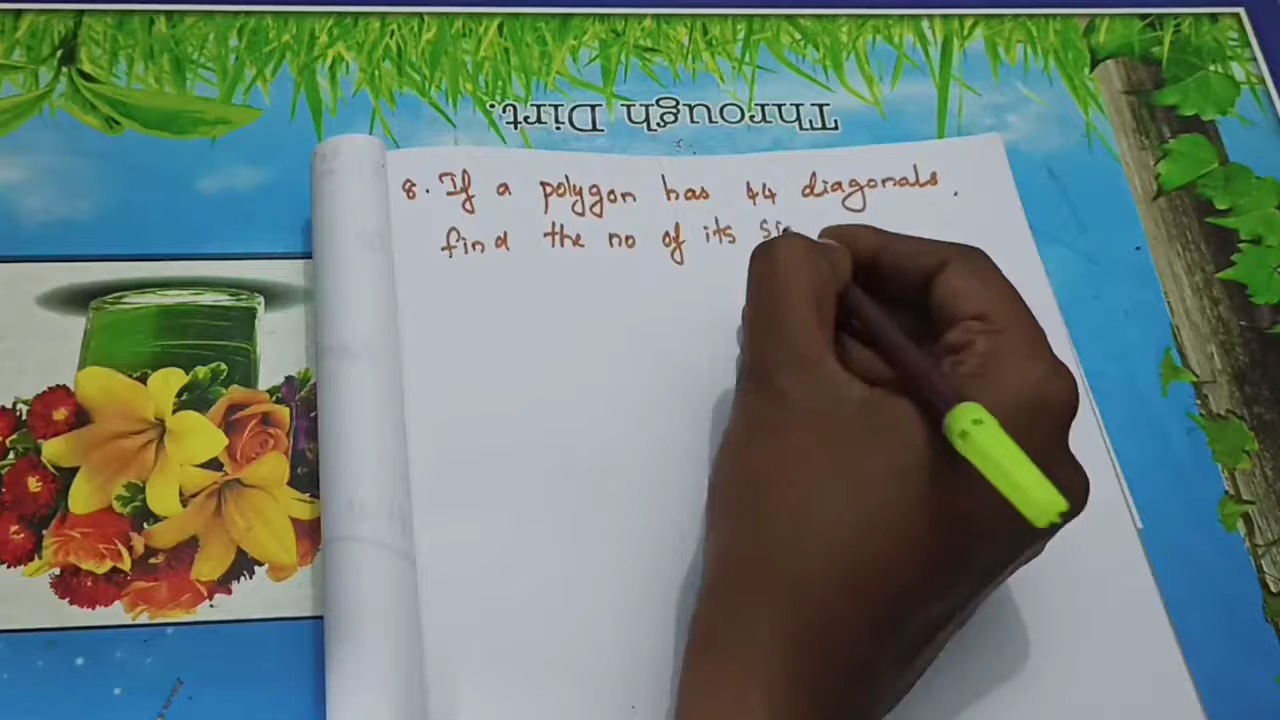 Through Dirt.
8. If a polygon has 44 diagonals.
find the no of its